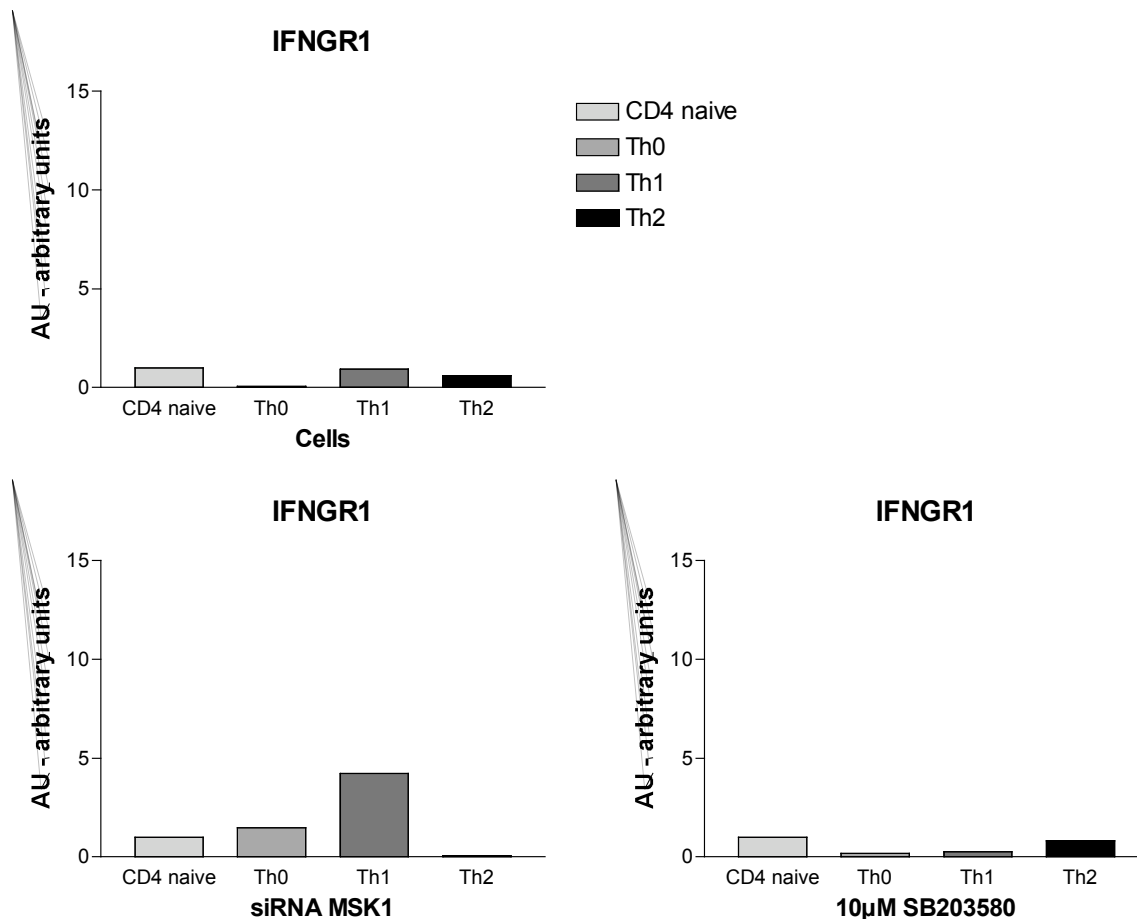 IFNGR1
AU - arbitrary units
15
10
5
0
CD4 naive Th0 Th1 Th2
Cells
CD4 naive
Th0
Th1
Th2
IFNGR1
AU - arbitrary units
15
10
5
0
CD4 naive Th0 Th1 Th2
siRNA MSK1
IFNGR1
AU - arbitrary units
15
10
5
0
CD4 naive Th0 Th1 Th2
10µM SB203580